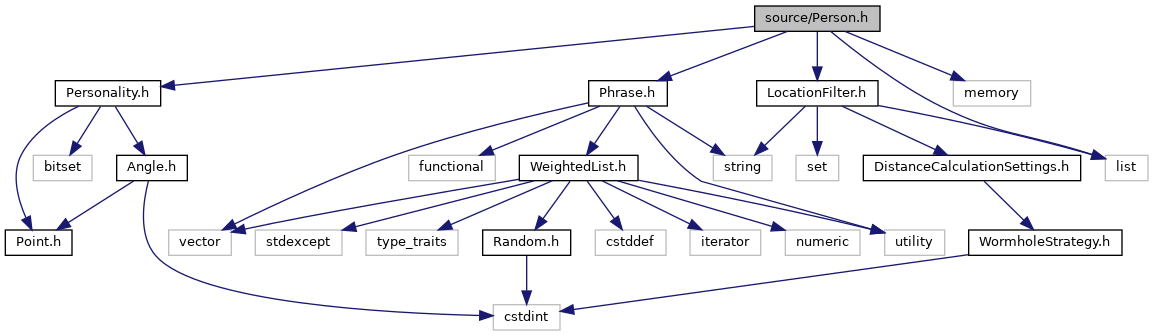 source/Person.h
Personality.h
Phrase.h
LocationFilter.h
memory
bitset
Angle.h
functional
WeightedList.h
string
set
DistanceCalculationSettings.h
list
Point.h
vector
stdexcept
type_traits
Random.h
cstddef
iterator
numeric
utility
WormholeStrategy.h
cstdint